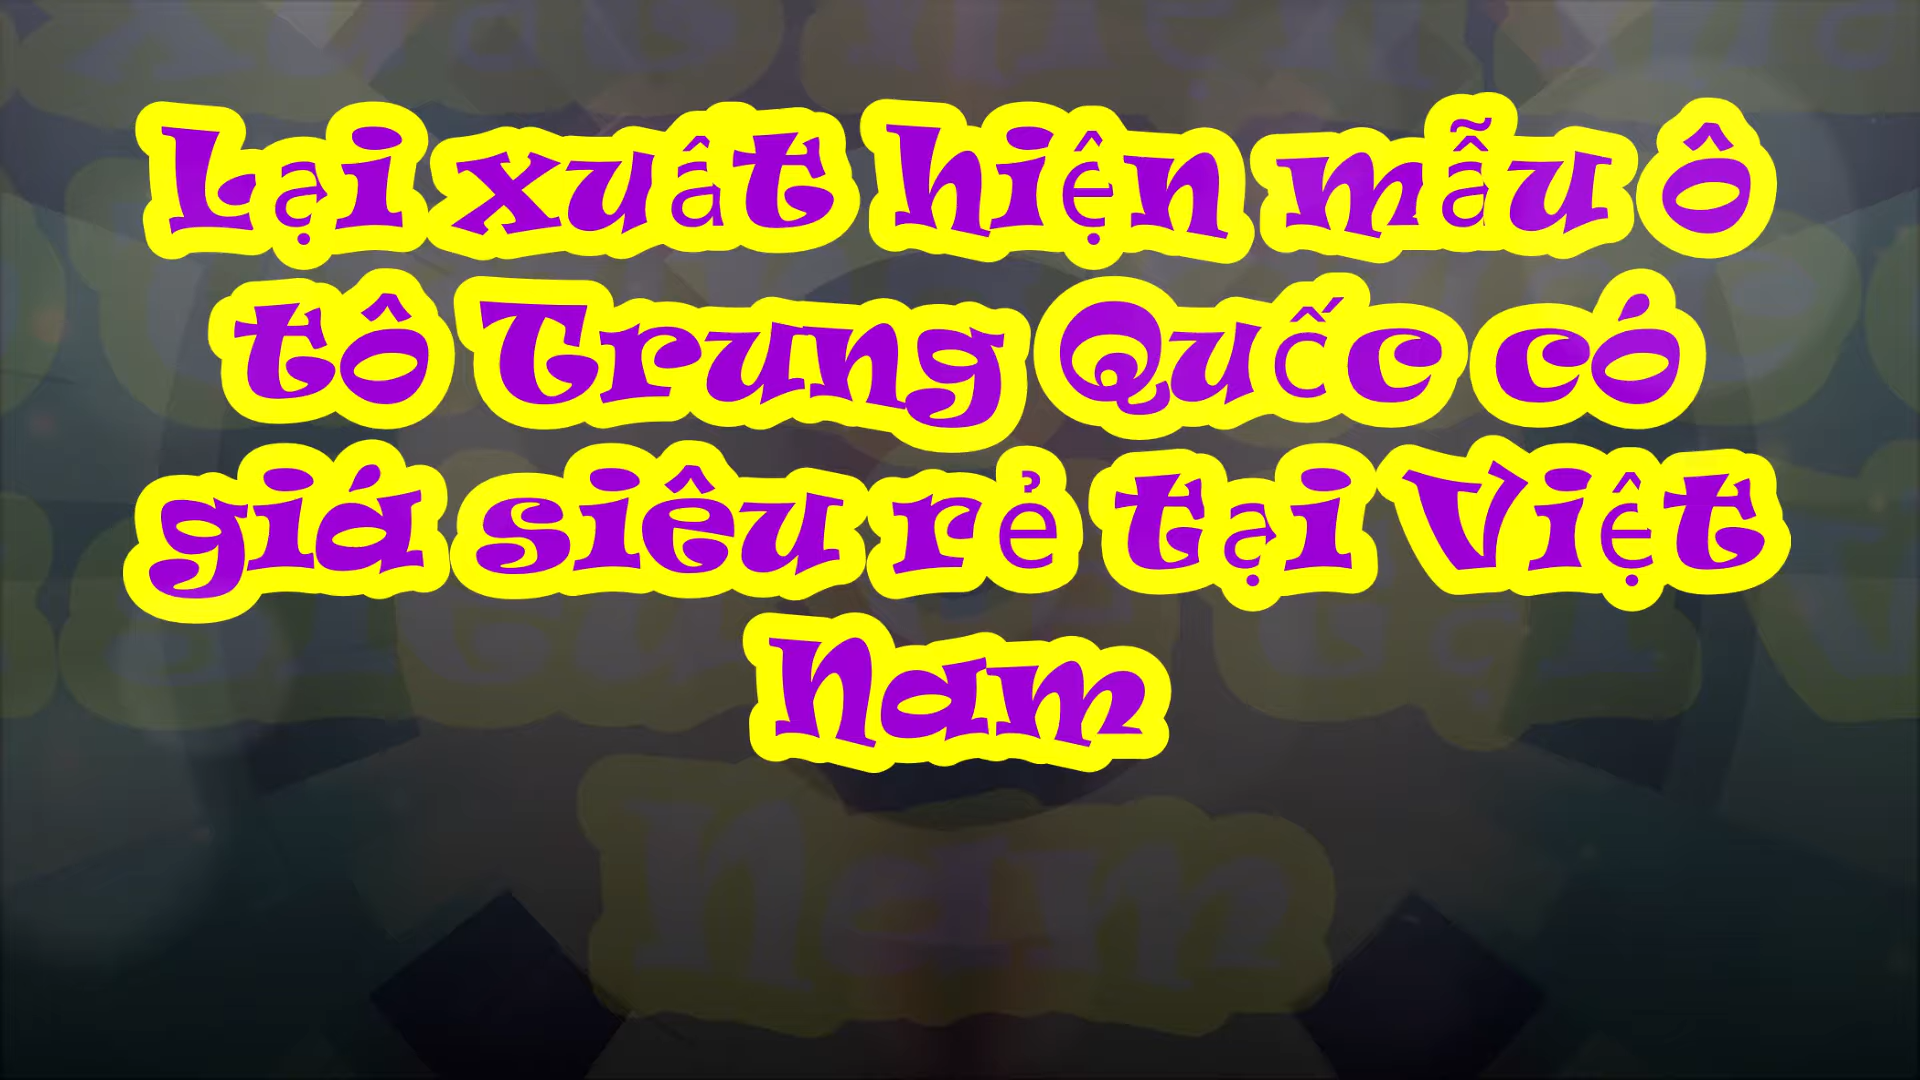 Lại xuất hiện mẫu ô
tô Trung Quốc có
giá siêu rẻ tại Việt
Nam